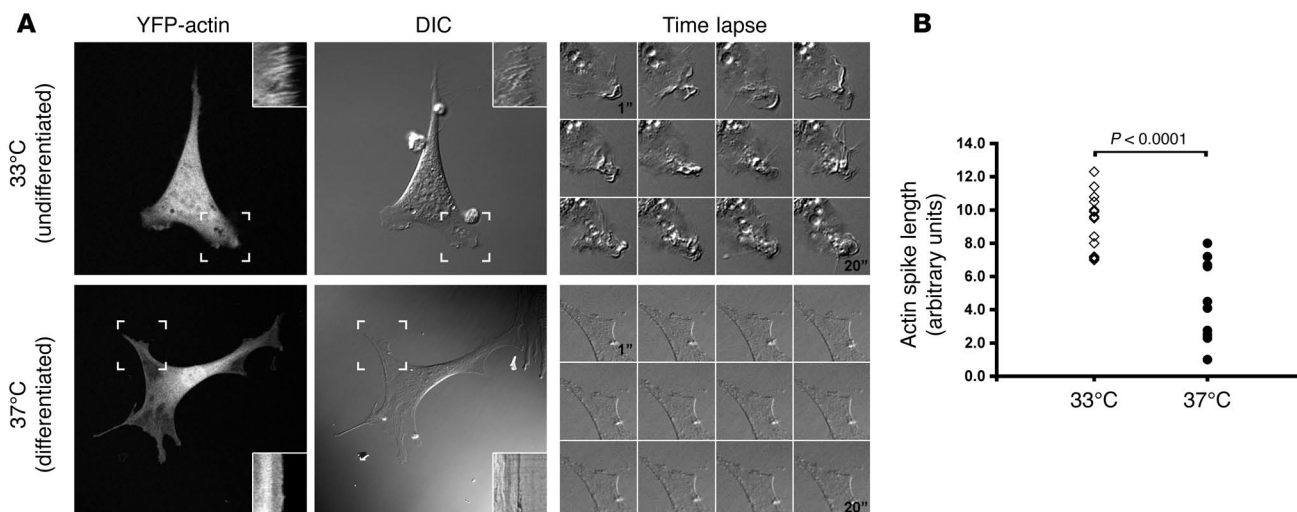 A
YFP-actin
DIC
Time lapse
33°C
(undifferentiated)
1”
20”
37°C
(differentiated)
1”
20”
B
P < 0.0001
Actin spike length
(arbitrary units)
14.0
12.0
10.0
8.0
6.0
4.0
2.0
0.0
33°C
37°C